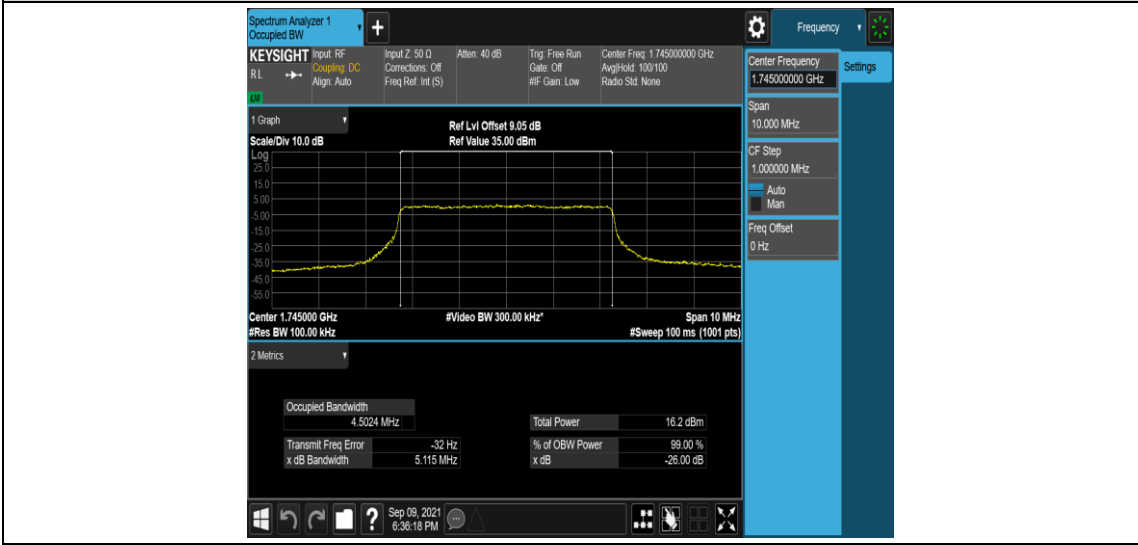 Spectrum Analyzer 1
Occupied BW
+
Frequency
KEYSIGHT
RL
LXI
Input: RF
Coupling: DC
Align: Auto
Input Z: 50 Ω
Corrections: Off
Freq Ref: Int (S)
Atten: 40 dB
Trig: Free Run
Gate: Off
#IF Gain: Low
Center Freq: 1.745000000 GHz
Avg|Hold: 100/100
Radio Std: None
Center Frequency
1.745000000 GHz
Settings
Span
10.000 MHz
CF Step
1.000000 MHz
Auto
Man
Freq Offset
0 Hz
1 Graph
Ref Lvl Offset 9.05 dB
Scale/Div 10.0 dB
Ref Value 35.00 dBm
Log
25.0
15.0
5.00
-5.00
-15.0
-25.0
-35.0
-45.0
-55.0
Center 1.745000 GHz
#Video BW 300.00 kHz*
Span 10 MHz
#Res BW 100.00 kHz
#Sweep 100 ms (1001 pts)
2 Metrics
Occupied Bandwidth
4.5024 MHz
Total Power 16.2 dBm
Transmit Freq Error -32 Hz
% of OBW Power 99.00 %
x dB Bandwidth 5.115 MHz
x dB -26.00 dB
?
Sep 09, 2021
6:36:18 PM